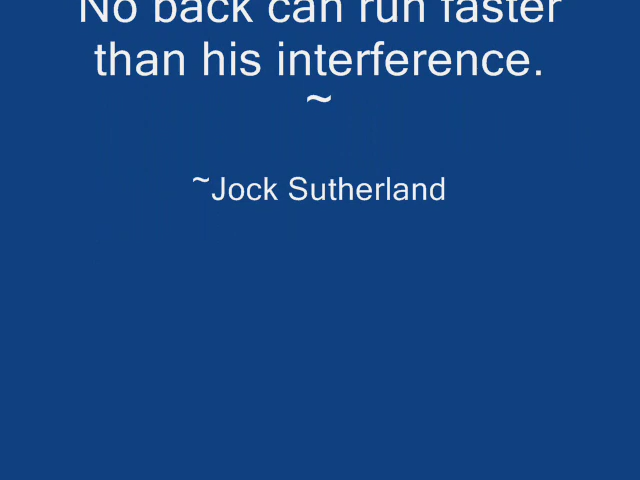 No back can run faster
than his interference.
~
~Jock Sutherland